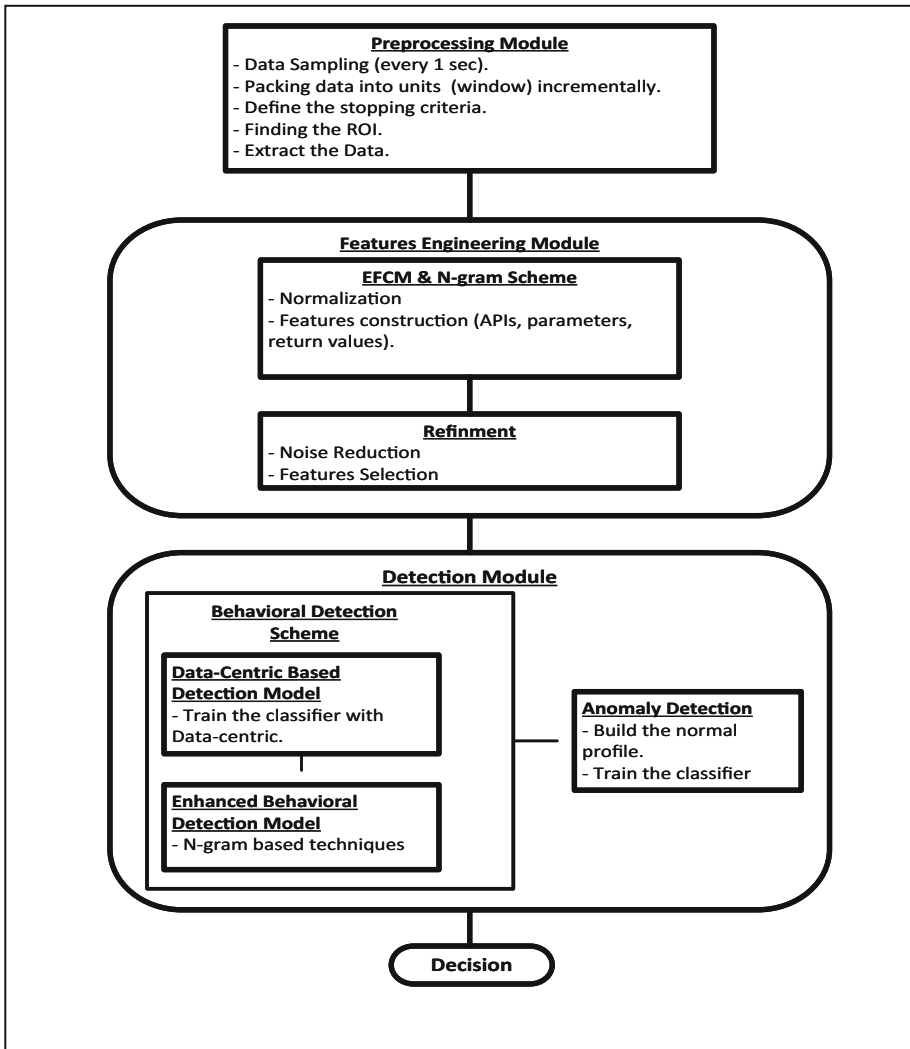 Preprocessing Module
- Data Sampling (every 1 sec).
- Packing data into units (window) incrementally.
- Define the stopping criteria.
- Finding the ROI.
- Extract the Data.
Features Engineering Module
EFCM & N-gram Scheme
- Normalization
- Features construction (APIs, parameters,
return values).
Refinment
- Noise Reduction
- Features Selection
Detection Module
Behavioral Detection
Scheme
Data-Centric Based
Detection Model
- Train the classifier with
Data-centric.
Enhanced Behavioral
Detection Model
- N-gram based techniques
Anomaly Detection
- Build the normal
profile.
- Train the classifier
Decision